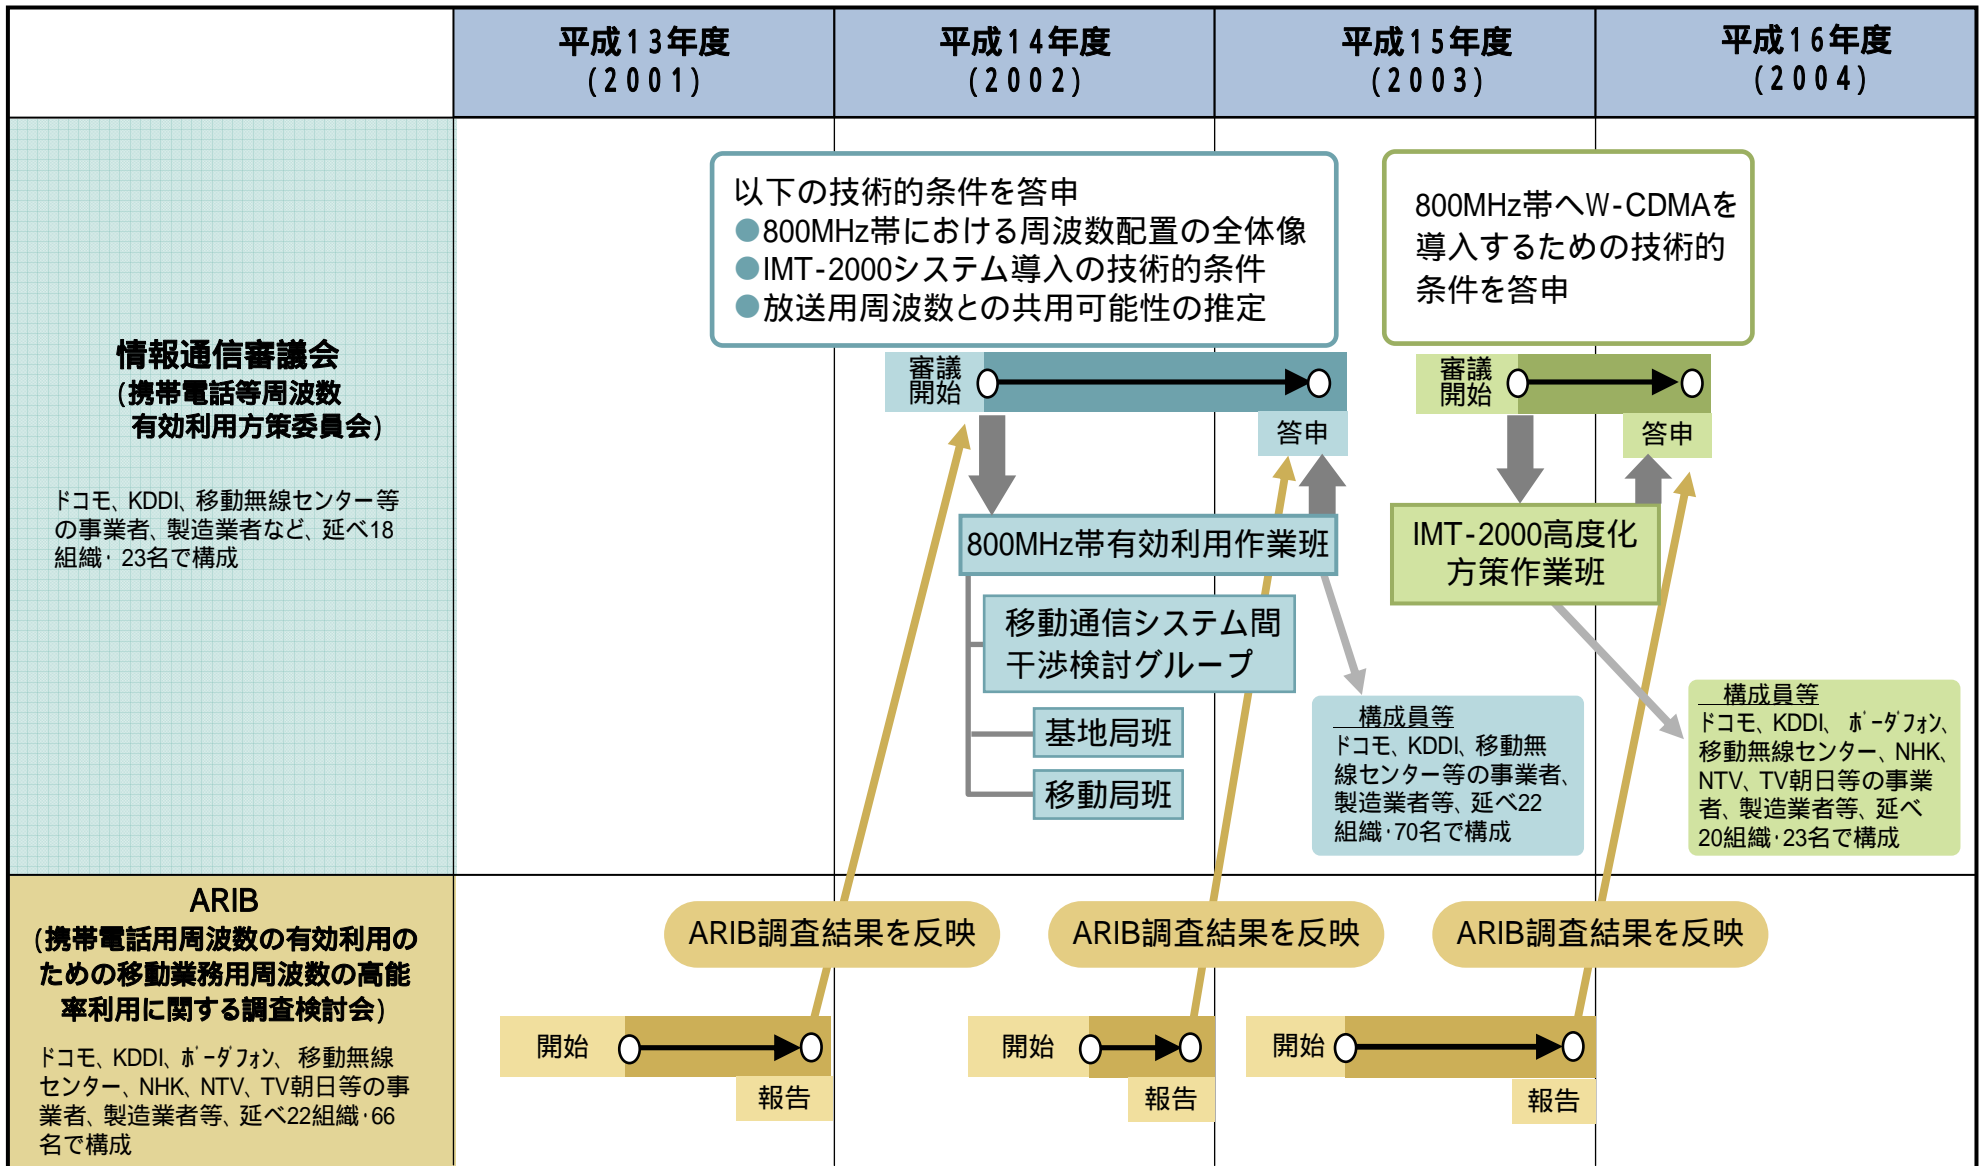 平成13年度
(2001)
平成14年度
(2002)
平成15年度
(2003)
平成16年度
(2004)
情報通信審議会
(携帯電話等周波数
有効利用方策委員会)
ドコモ、KDDI、移動無線センター等
の事業者、製造業者など、延べ18
組織・23名で構成
以下の技術的条件を答申
●800MHz帯における周波数配置の全体像
●IMT-2000システム導入の技術的条件
●放送用周波数との共用可能性の推定
800MHz帯へW-CDMAを
導入するための技術的
条件を答申
審議
開始
答申
審議
開始
答申
800MHz帯有効利用作業班
移動通信システム間
干渉検討グループ
基地局班
移動局班
IMT-2000高度化
方策作業班
構成員等
ドコモ、KDDI、移動無
線センター等の事業者、
製造業者等、延べ22
組織・70名で構成
構成員等
ドコモ、KDDI、ボーダフォン、
移動無線センター、NHK、
NTV、TV朝日等の事業
者、製造業者等、延べ
20組織・23名で構成
ARIB
(携帯電話用周波数の有効利用の
ための移動業務用周波数の高能
率利用に関する調査検討会)
ドコモ、KDDI、ボーダフォン、移動無線
センター、NHK、NTV、TV朝日等の事
業者、製造業者等、延べ22組織・66
名で構成
ARIB調査結果を反映
ARIB調査結果を反映
ARIB調査結果を反映
開始
報告
開始
報告
開始
報告